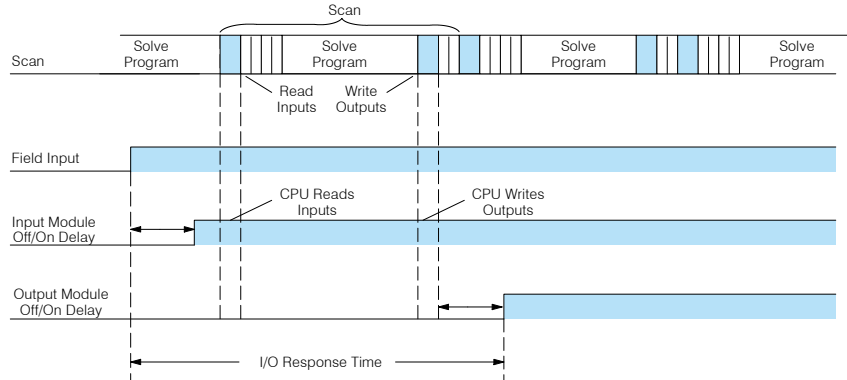 Scan
Solve
Program
Solve
Program
Solve
Program
Solve
Program
Scan
Read
Inputs
Write
Outputs
Field Input
CPU Reads
Inputs
CPU Writes
Outputs
Input Module
Off/On Delay
Output Module
Off/On Delay
I/O Response Time